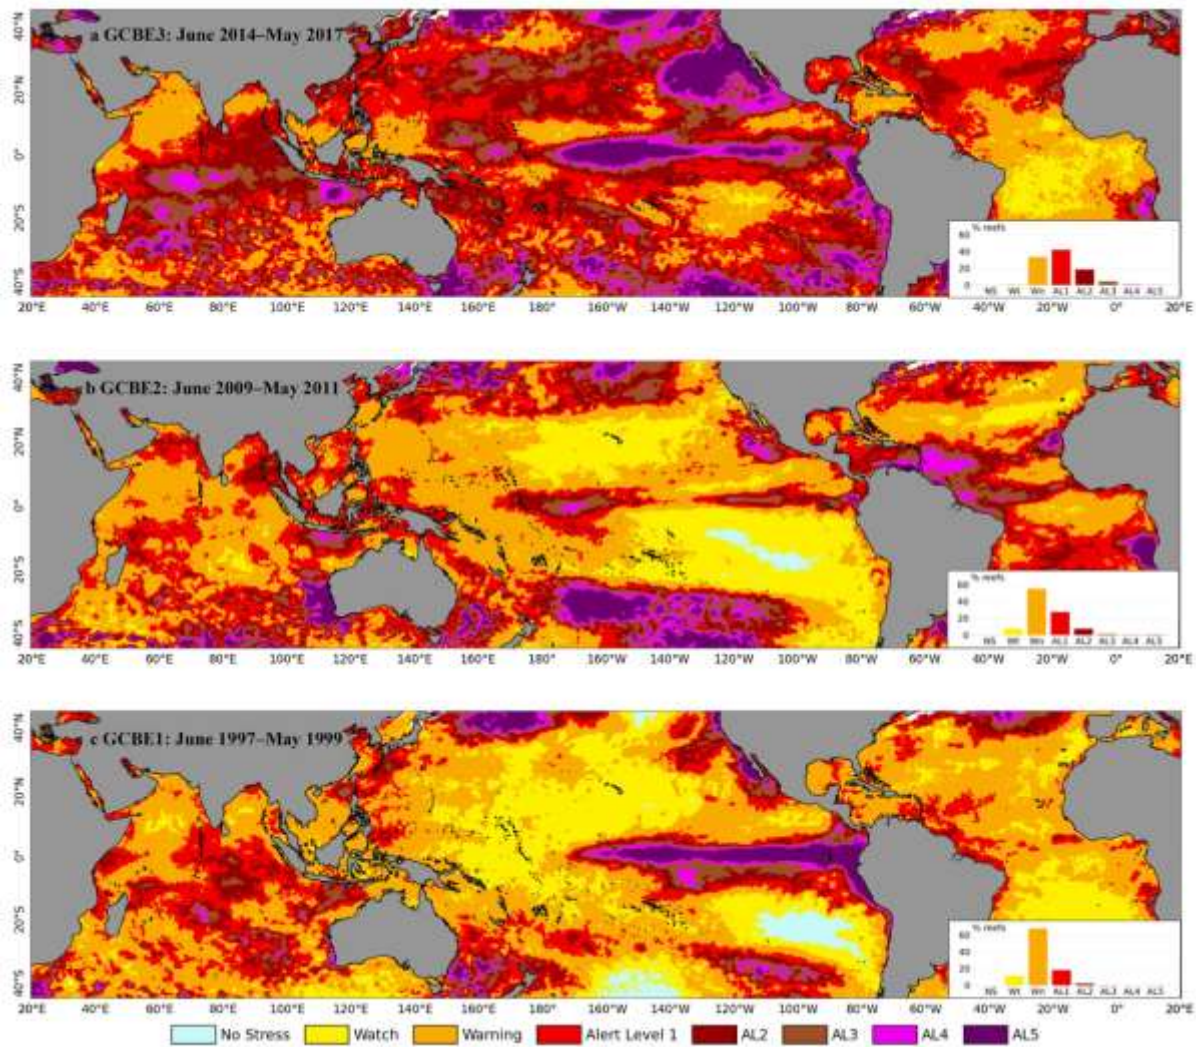 40°N
20°N
0°
20°S
40°S
a GCBE3: June 2014–May 2017
% reefs
60
40
20
0
NS Wt Wn AL1 AL2 AL3 AL4 AL5
20°E 40°E 60°E 80°E 100°E 120°E 140°E 160°E 180° 160°W 140°W 120°W 100°W 80°W 60°W 40°W 20°W 0° 20°E
40°N
20°N
0°
20°S
40°S
b GCBE2: June 2009–May 2011
% reefs
60
40
20
0
NS Wt Wn AL1 AL2 AL3 AL4 AL5
20°E 40°E 60°E 80°E 100°E 120°E 140°E 160°E 180° 160°W 140°W 120°W 100°W 80°W 60°W 40°W 20°W 0° 20°E
40°N
20°N
0°
20°S
40°S
c GCBE1: June 1997–May 1999
% reefs
60
40
20
0
NS Wt Wn AL1 AL2 AL3 AL4 AL5
20°E 40°E 60°E 80°E 100°E 120°E 140°E 160°E 180° 160°W 140°W 120°W 100°W 80°W 60°W 40°W 20°W 0° 20°E
No Stress Watch Warning Alert Level 1 AL2 AL3 AL4 AL5